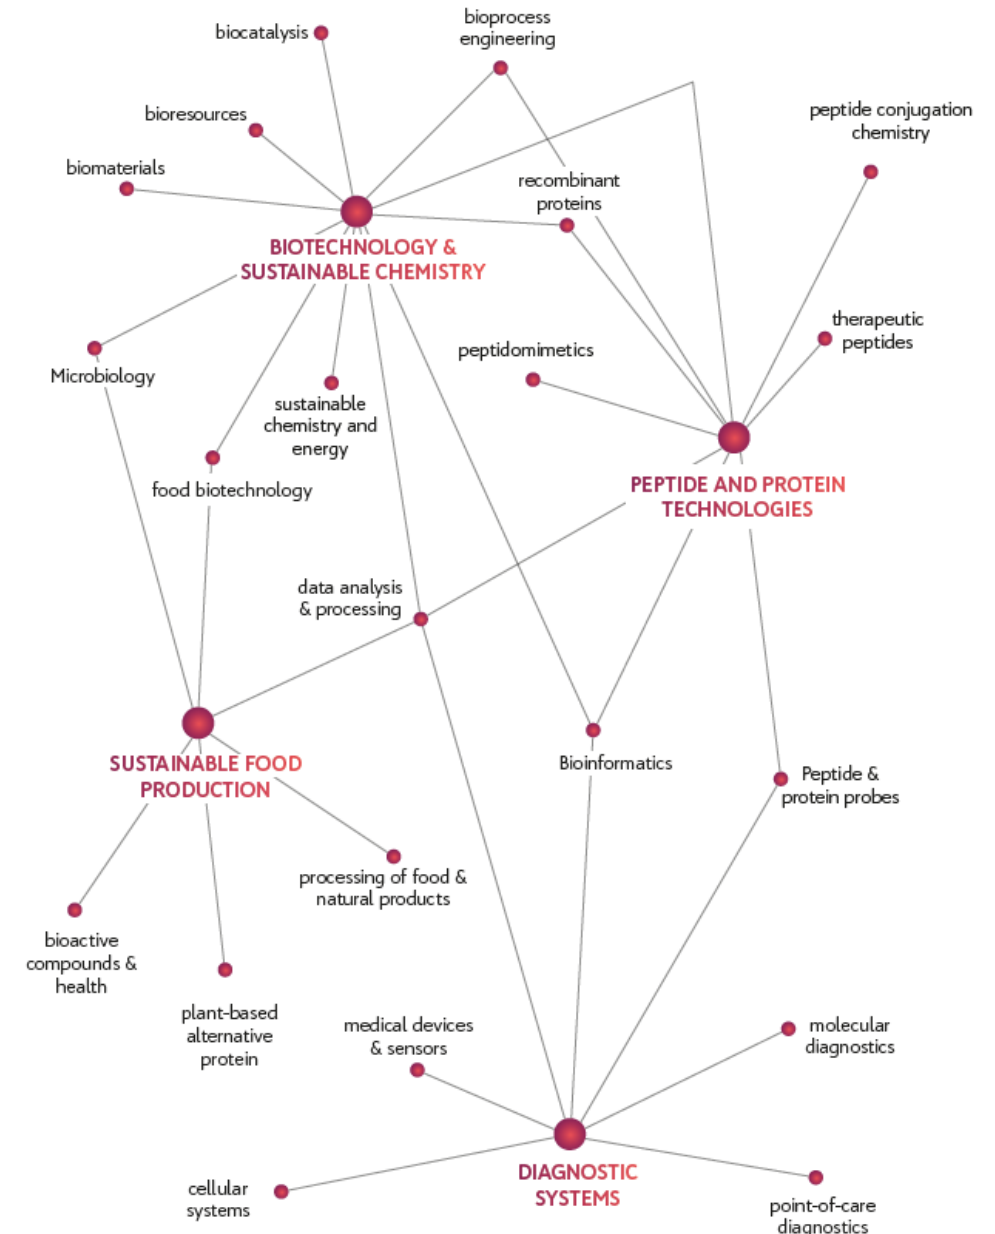 bioprocess
engineering
biocatalysis
peptide conjugation
chemistry
bioresources
biomaterials
recombinant
proteins
BIOTECHNOLOGY &
SUSTAINABLE CHEMISTRY
therapeutic
peptides
peptidomimetics
Microbiology
sustainable
chemistry and
energy
food biotechnology
PEPTIDE AND PROTEIN
TECHNOLOGIES
data analysis
& processing
SUSTAINABLE FOOD
PRODUCTION
Bioinformatics
Peptide &
protein probes
processing of food &
natural products
bioactive
compounds &
health
plant-based
alternative
protein
medical devices
& sensors
molecular
diagnostics
DIAGNOSTIC
SYSTEMS
cellular
systems
point-of-care
diagnostics